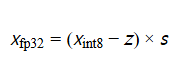 x_fp32 = (x_int8 − z) × s